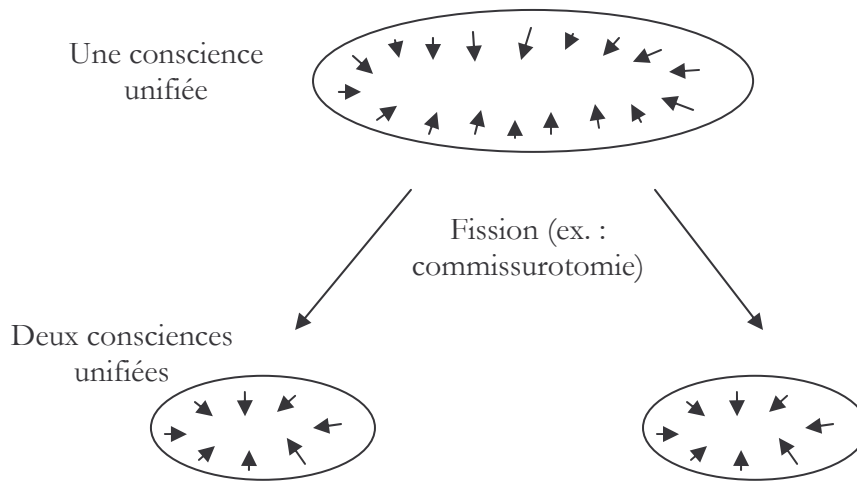 Une conscience
unifiée
Fission (ex. :
commissurotomie)
Deux consciences
unifiées